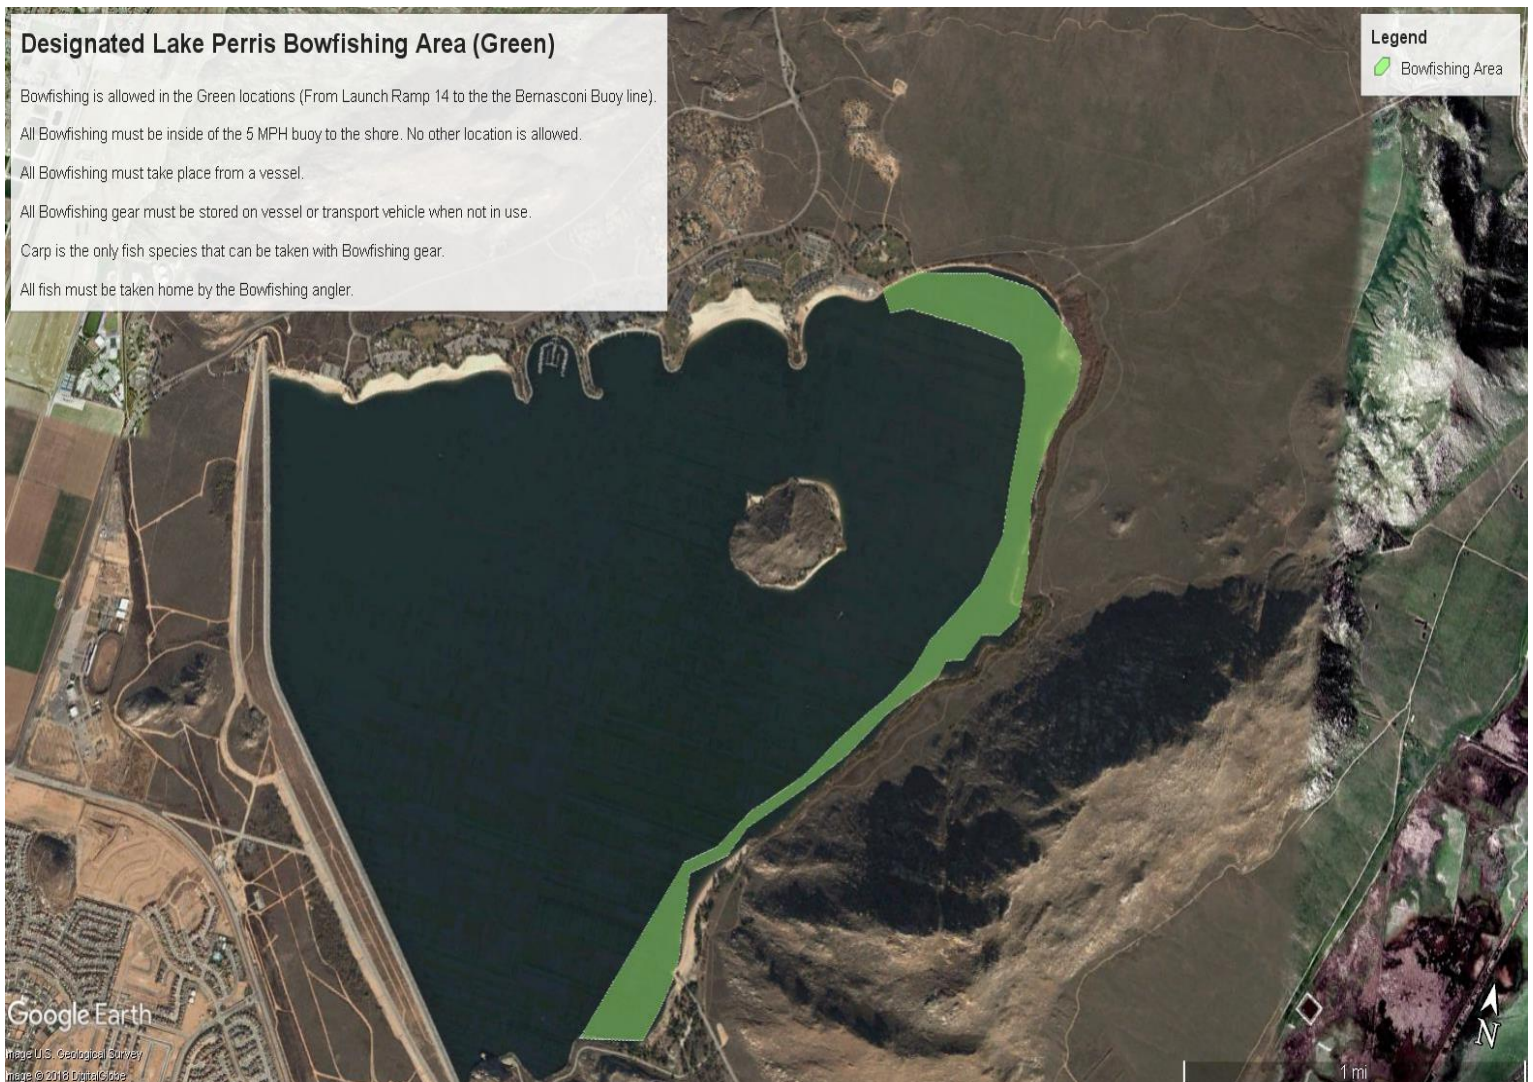 Designated Lake Perris Bowfishing Area (Green)
Bowfishing is allowed in the Green locations (From Launch Ramp 14 to the the Bernasconi Buoy line).
All Bowfishing must be inside of the 5 MPH buoy to the shore. No other location is allowed.
All Bowfishing must take place from a vessel.
All Bowfishing gear must be stored on vessel or transport vehicle when not in use.
Carp is the only fish species that can be taken with Bowfishing gear.
All fish must be taken home by the Bowfishing angler.
Legend
Bowfishing Area
Google Earth
mage U.S. Geological Survey
mage © 2018 DigitalGlobe
N
1 mi